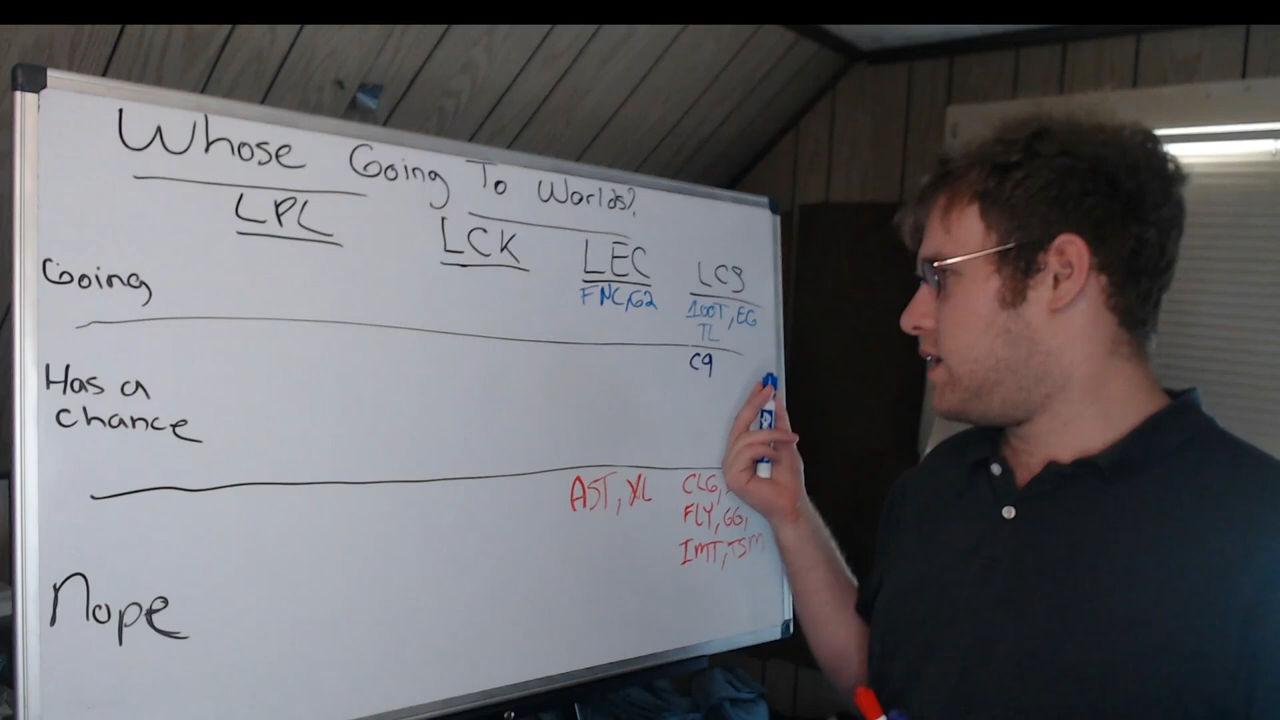 Whose Going To Worlds?
LPL LCK LEC LCS
Going FNC, G2 100T, EG
TL
Has a C9
chance
AST, XL CLG,
FLY, GG,
IMT, TSM
Nope